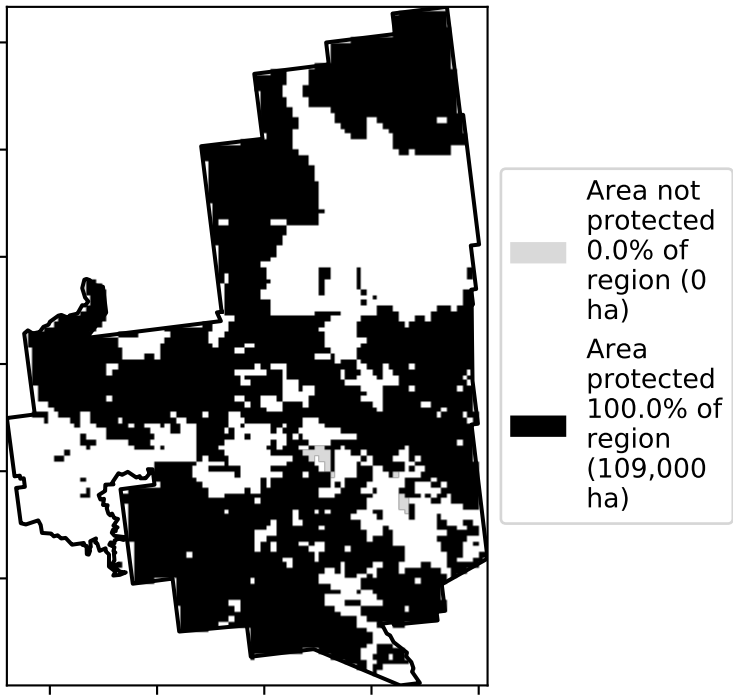 Area not
protected
0.0% of
region (0
ha)
Area
protected
100.0% of
region
(109,000
ha)